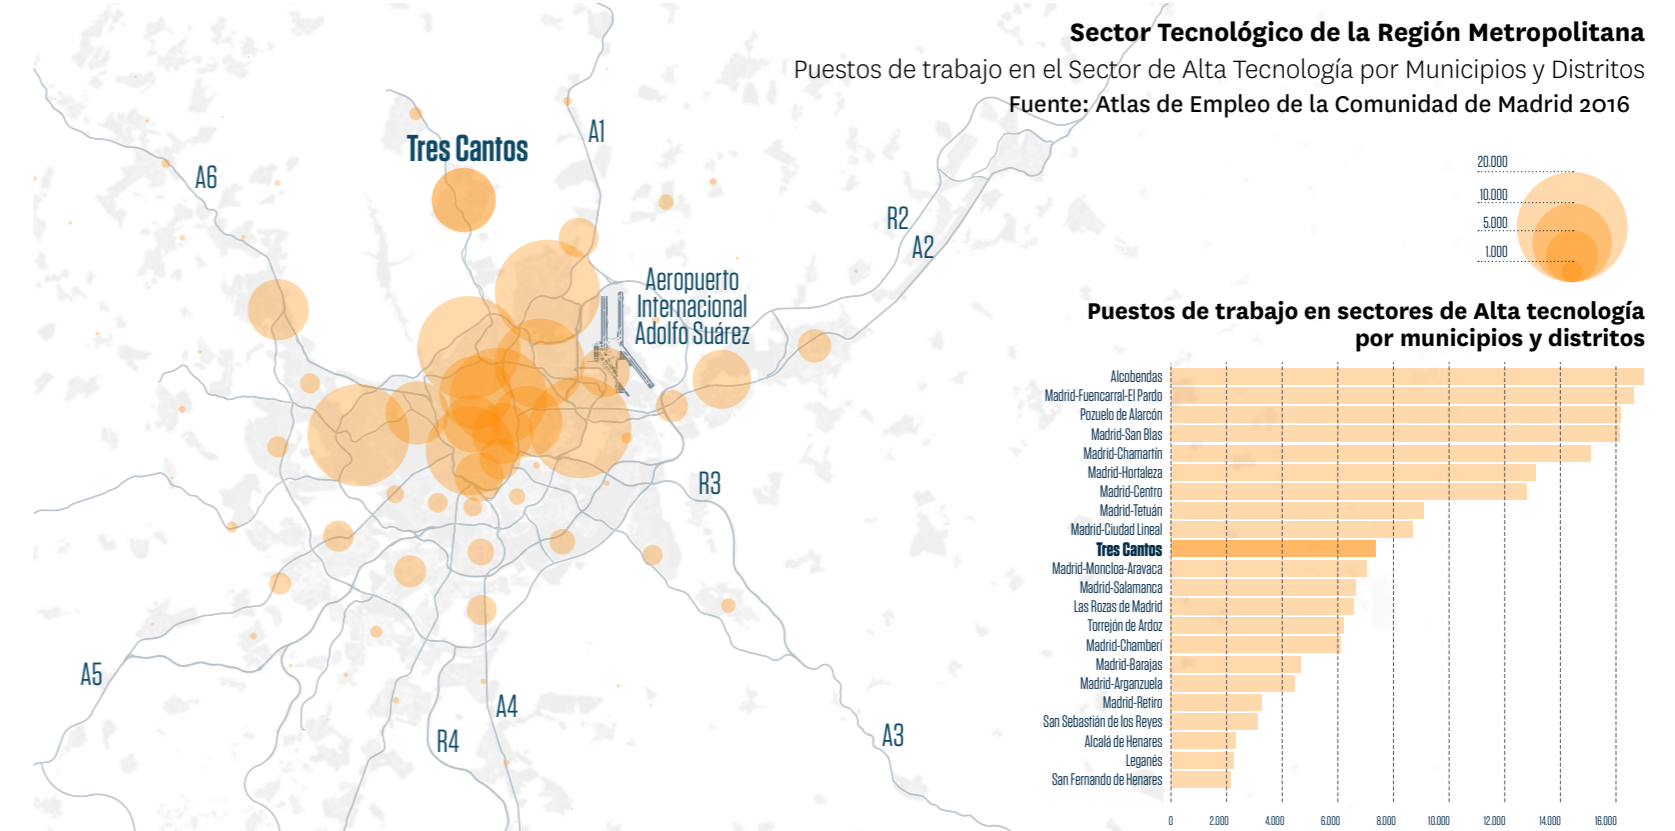 Sector Tecnológico de la Región Metropolitana
Puestos de trabajo en el Sector de Alta Tecnología por Municipios y Distritos
Fuente: Atlas de Empleo de la Comunidad de Madrid 2016
Tres Cantos
A1
A6
R2
A2
Aeropuerto
Internacional
Adolfo Suárez
R3
A5
A4
R4
A3
20.000
10.000
5.000
1.000
Puestos de trabajo en sectores de Alta tecnología
por municipios y distritos
Alcobendas
Madrid-Fuencarral-El Pardo
Pozuelo de Alarcón
Madrid-San Blas
Madrid-Chamartín
Madrid-Hortaleza
Madrid-Centro
Madrid-Tetuán
Madrid-Ciudad Lineal
Tres Cantos
Madrid-Moncloa-Aravaca
Madrid-Salamanca
Las Rozas de Madrid
Torrejón de Ardoz
Madrid-Chamberí
Madrid-Barajas
Madrid-Arganzuela
Madrid-Retiro
San Sebastián de los Reyes
Alcalá de Henares
Leganés
San Fernando de Henares
0 2.000 4.000 6.000 8.000 10.000 12.000 14.000 16.000